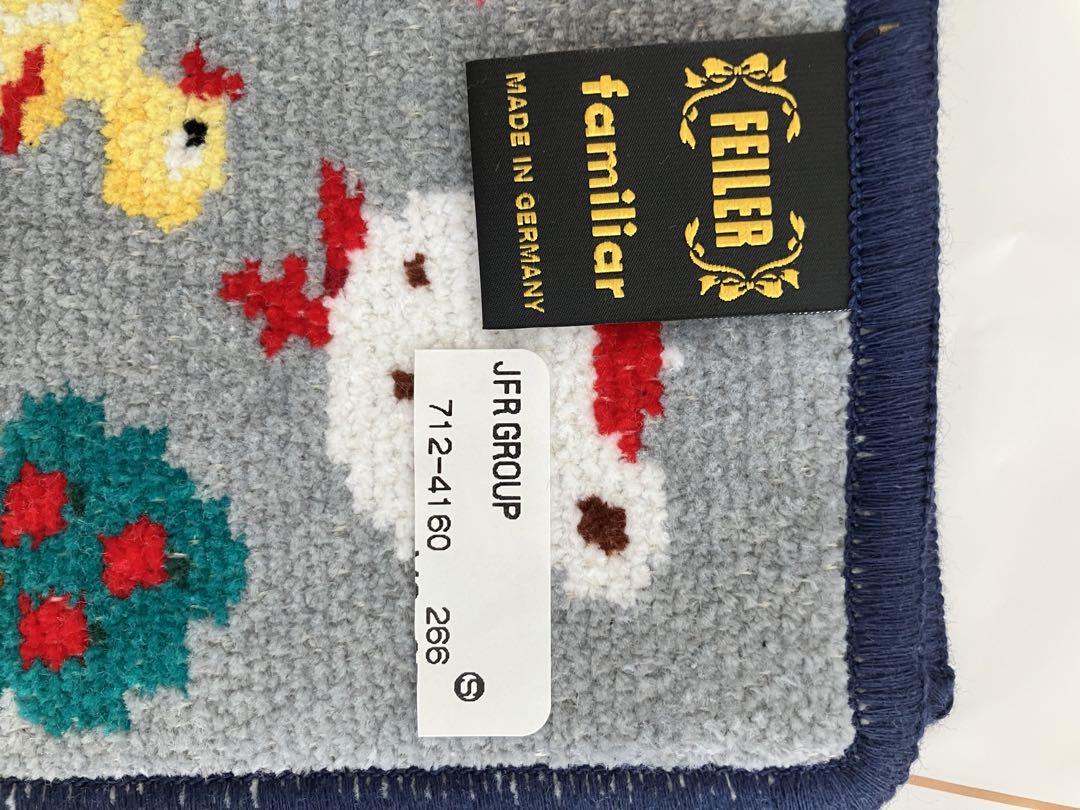 FEILER
familiar
MADE IN GERMANY
JFR GROUP
712-4160 266
Ⓢ